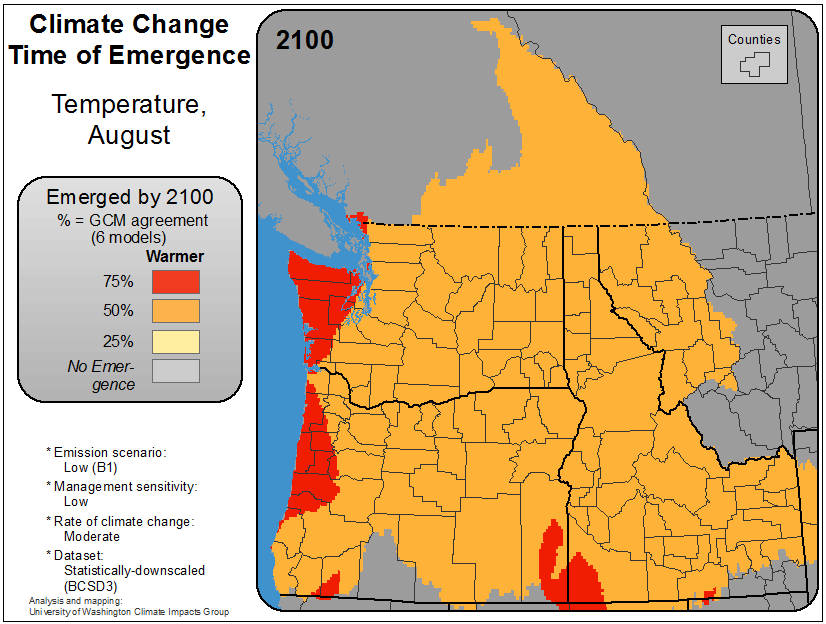 Climate Change
Time of Emergence
Temperature,
August
Emerged by 2100
% = GCM agreement
(6 models)
Warmer
75%
50%
25%
No Emer-
gence
* Emission scenario:
Low (B1)
* Management sensitivity:
Low
* Rate of climate change:
Moderate
* Dataset:
Statistically-downscaled
(BCSD3)
Analysis and mapping:
University of Washington Climate Impacts Group
2100
Counties